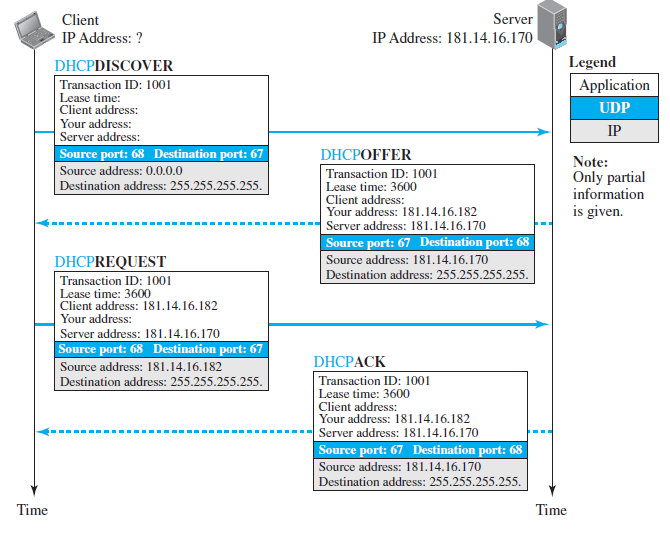 Client
IP Address: ?
Server
IP Address: 181.14.16.170
Legend
Application
UDP
IP
Note:
Only partial
information
is given.
DHCPDISCOVER
Transaction ID: 1001
Lease time:
Client address:
Your address:
Server address:
Source port: 68 Destination port: 67
Source address: 0.0.0.0
Destination address: 255.255.255.255.
DHCPOFFER
Transaction ID: 1001
Lease time: 3600
Client address:
Your address: 181.14.16.182
Server address: 181.14.16.170
Source port: 67 Destination port: 68
Source address: 181.14.16.170
Destination address: 255.255.255.255.
DHCPREQUEST
Transaction ID: 1001
Lease time: 3600
Client address: 181.14.16.182
Your address:
Server address: 181.14.16.170
Source port: 68 Destination port: 67
Source address: 181.14.16.182
Destination address: 255.255.255.255.
DHCPACK
Transaction ID: 1001
Lease time: 3600
Client address:
Your address: 181.14.16.182
Server address: 181.14.16.170
Source port: 67 Destination port: 68
Source address: 181.14.16.170
Destination address: 255.255.255.255.
Time
Time